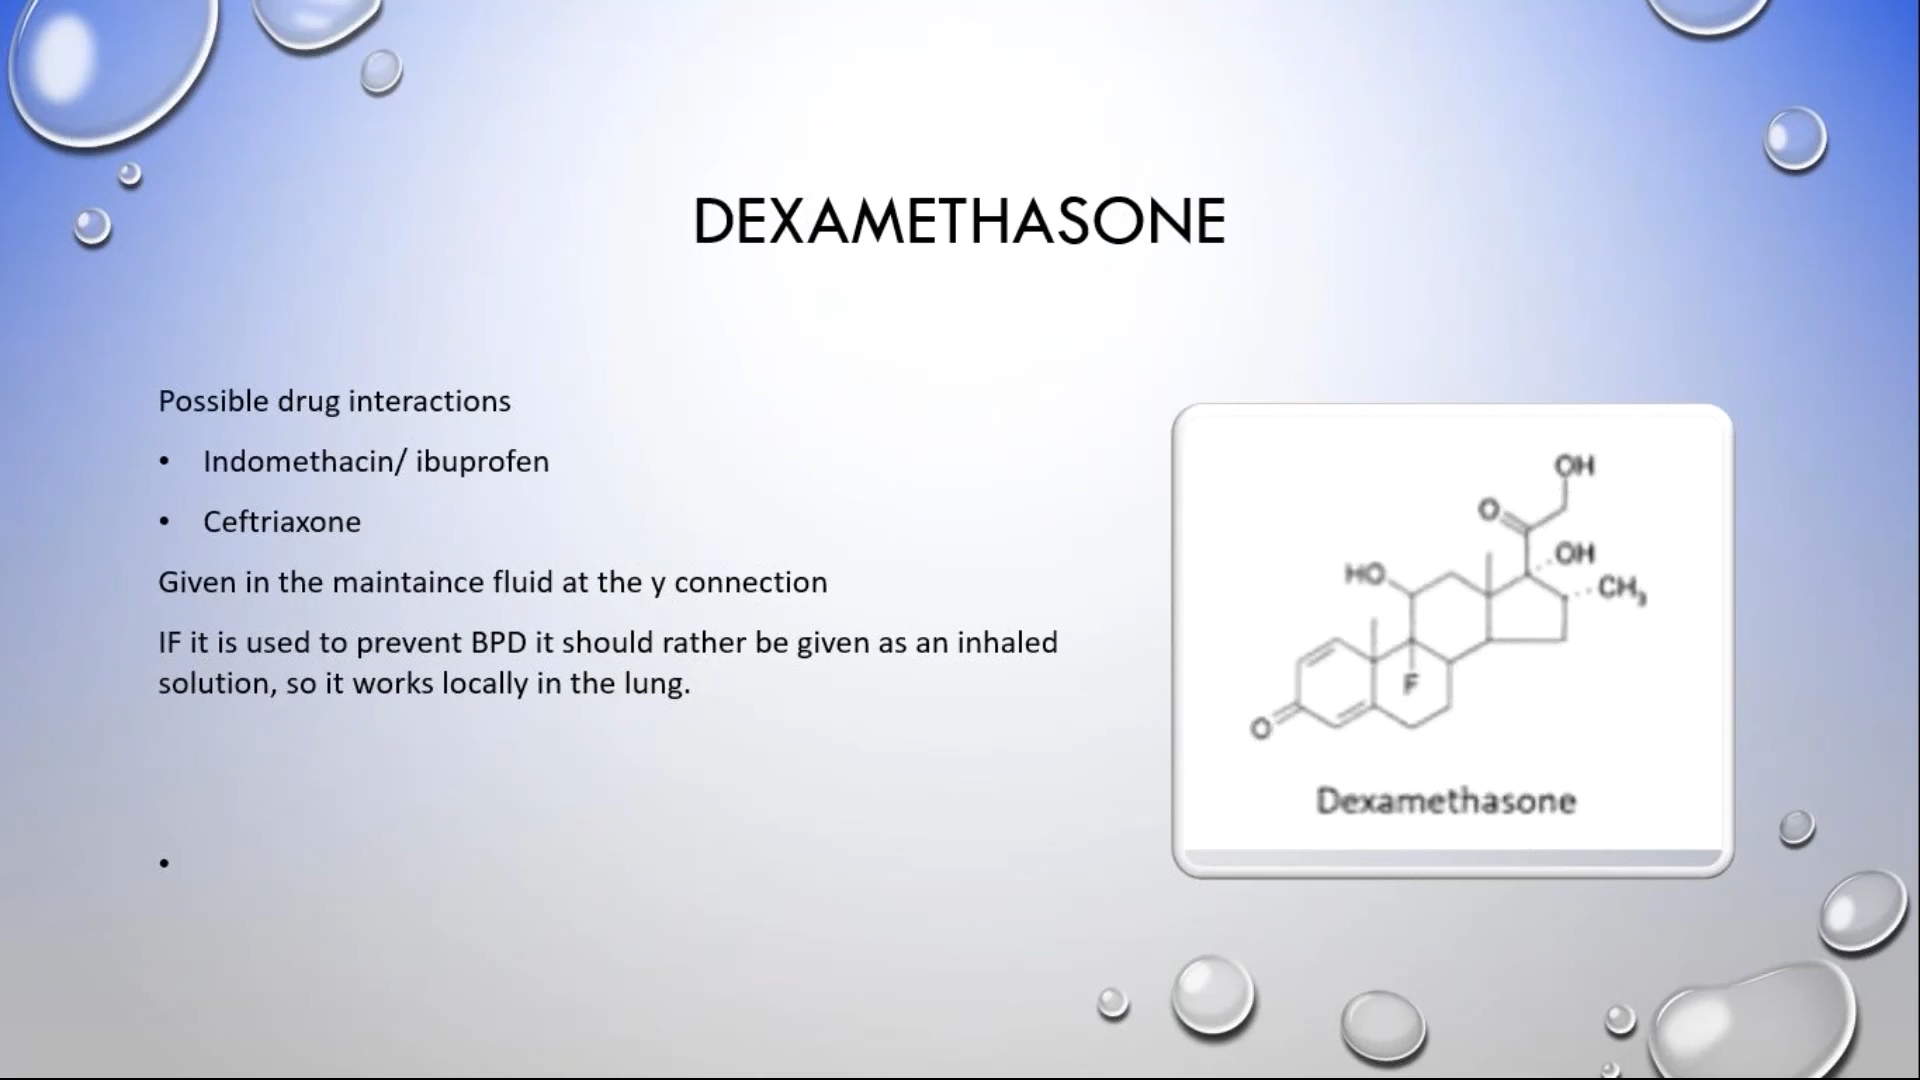 DEXAMETHASONE
Possible drug interactions
• Indomethacin/ ibuprofen
• Ceftriaxone
Given in the maintaince fluid at the y connection
IF it is used to prevent BPD it should rather be given as an inhaled
solution, so it works locally in the lung.
•
OH
O
OH
HO
CH₃
F
O
Dexamethasone